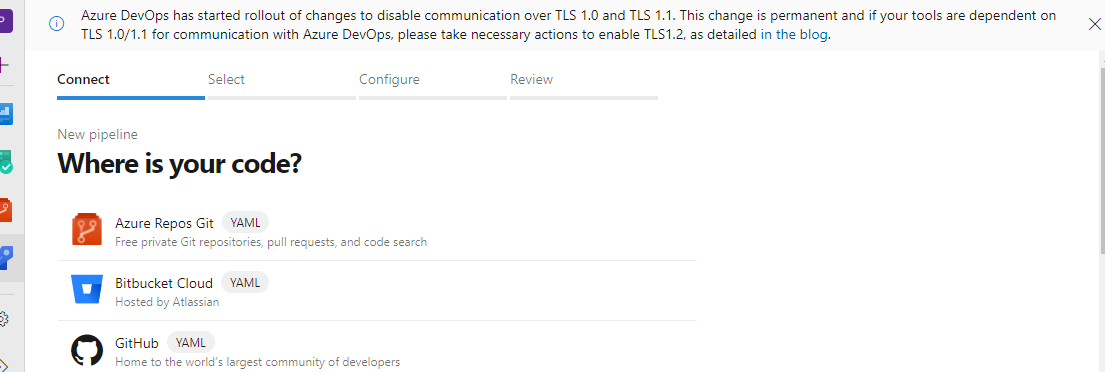 Azure DevOps has started rollout of changes to disable communication over TLS 1.0 and TLS 1.1. This change is permanent and if your tools are dependent on
TLS 1.0/1.1 for communication with Azure DevOps, please take necessary actions to enable TLS1.2, as detailed in the blog.
Connect Select Configure Review
New pipeline
Where is your code?
Azure Repos Git YAML
Free private Git repositories, pull requests, and code search
Bitbucket Cloud YAML
Hosted by Atlassian
GitHub YAML
Home to the world's largest community of developers